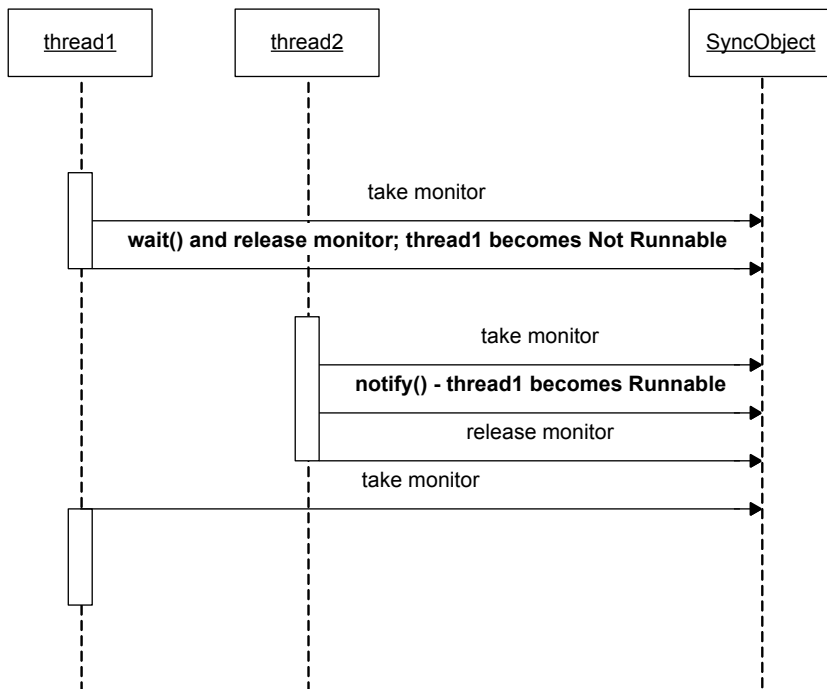 thread1
thread2
SyncObject
take monitor
wait() and release monitor; thread1 becomes Not Runnable
take monitor
notify() - thread1 becomes Runnable
release monitor
take monitor